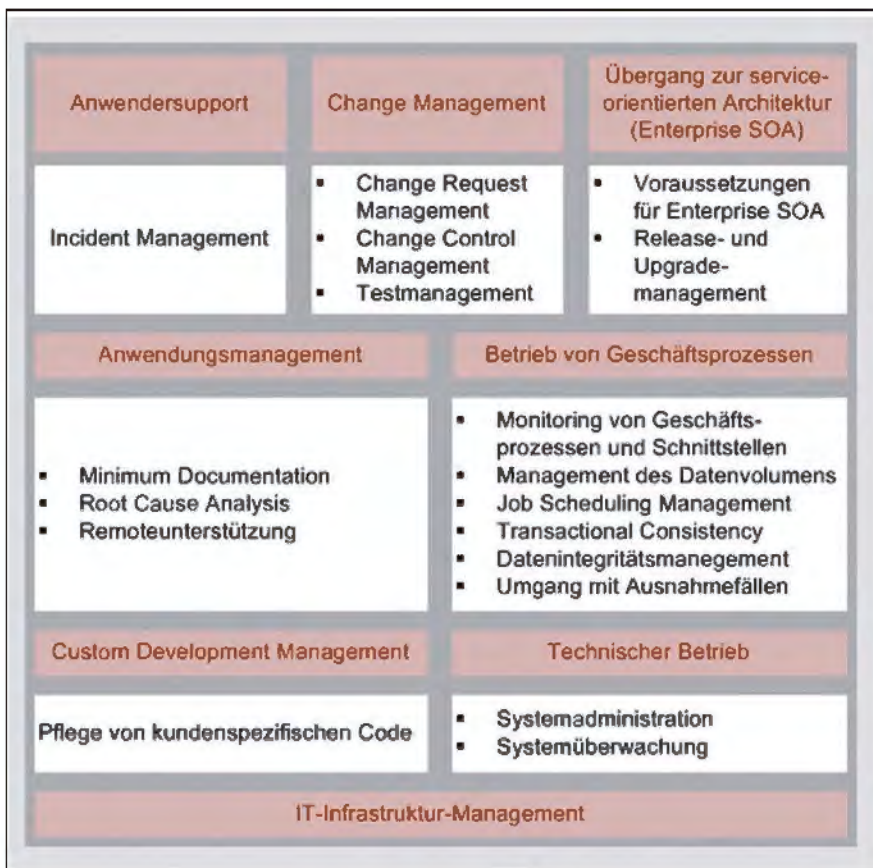 Anwendersupport
Change Management
Übergang zur service-
orientierten Architektur
(Enterprise SOA)
Incident Management
▪ Change Request
Management
▪ Change Control
Management
▪ Testmanagement
▪ Voraussetzungen
für Enterprise SOA
▪ Release- und
Upgrade-
management
Anwendungsmanagement
Betrieb von Geschäftsprozessen
▪ Minimum Documentation
▪ Root Cause Analysis
▪ Remoteunterstützung
▪ Monitoring von Geschäfts-
prozessen und Schnittstellen
▪ Management des Datenvolumens
▪ Job Scheduling Management
▪ Transactional Consistency
▪ Datenintegritätsmanegement
▪ Umgang mit Ausnahmefällen
Custom Development Management
Technischer Betrieb
Pflege von kundenspezifischen Code
▪ Systemadministration
▪ Systemüberwachung
IT-Infrastruktur-Management